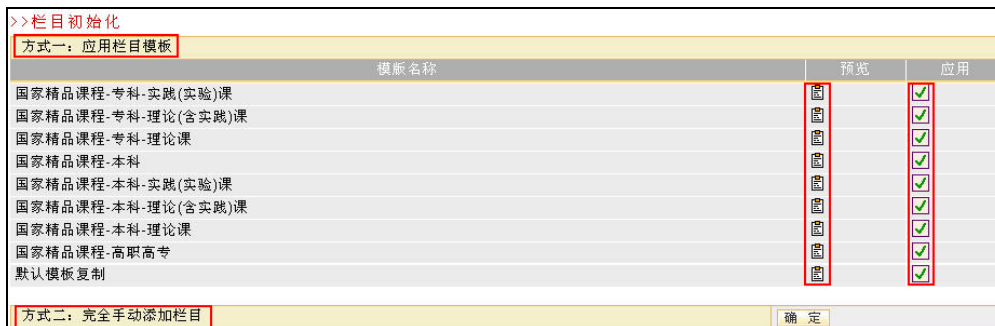 >>栏目初始化
方式一：应用栏目模板
模版名称 预览 应用
国家精品课程-专科-实践(实验)课
国家精品课程-专科-理论(含实践)课
国家精品课程-专科-理论课
国家精品课程-本科
国家精品课程-本科-实践(实验)课
国家精品课程-本科-理论(含实践)课
国家精品课程-本科-理论课
国家精品课程-高职高专
默认模板复制
方式二：完全手动添加栏目 确 定